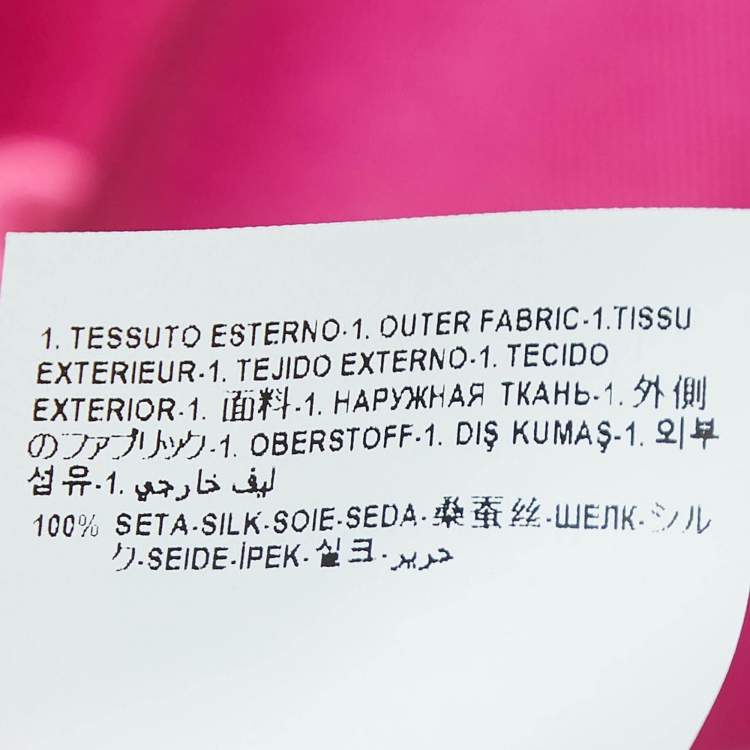 1. TESSUTO ESTERNO-1. OUTER FABRIC-1.TISSU
EXTERIEUR-1. TEJIDO EXTERNO-1. TECIDO
EXTERIOR-1. 面料-1. НАРУЖНАЯ ТКАНЬ-1. 外側
のファブリック-1. OBERSTOFF-1. DIŞ KUMAŞ-1. 외부
섬유-1. ليف خارجي
100% SETA-SILK-SOIE-SEDA-桑蚕丝-ШЕЛК-シル
ク-SEIDE-İPEK-실크-حرير